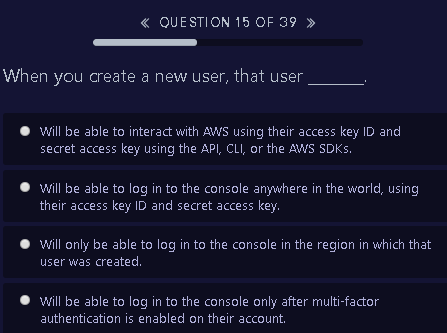 « QUESTION 15 OF 39 »
When you create a new user, that user ______.
Will be able to interact with AWS using their access key ID and
secret access key using the API, CLI, or the AWS SDKs.
Will be able to log in to the console anywhere in the world, using
their access key ID and secret access key.
Will only be able to log in to the console in the region in which that
user was created.
Will be able to log in to the console only after multi-factor
authentication is enabled on their account.